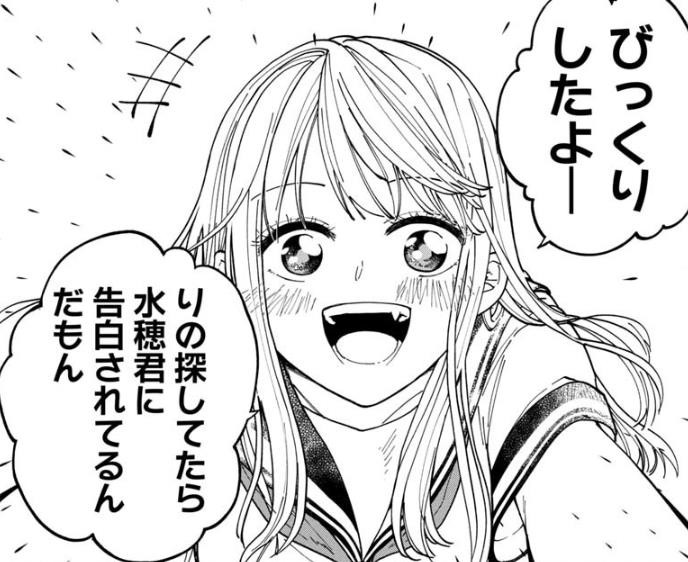 びっくり
したよー
りの探してたら
水穂君に
告白されてるん
だもん